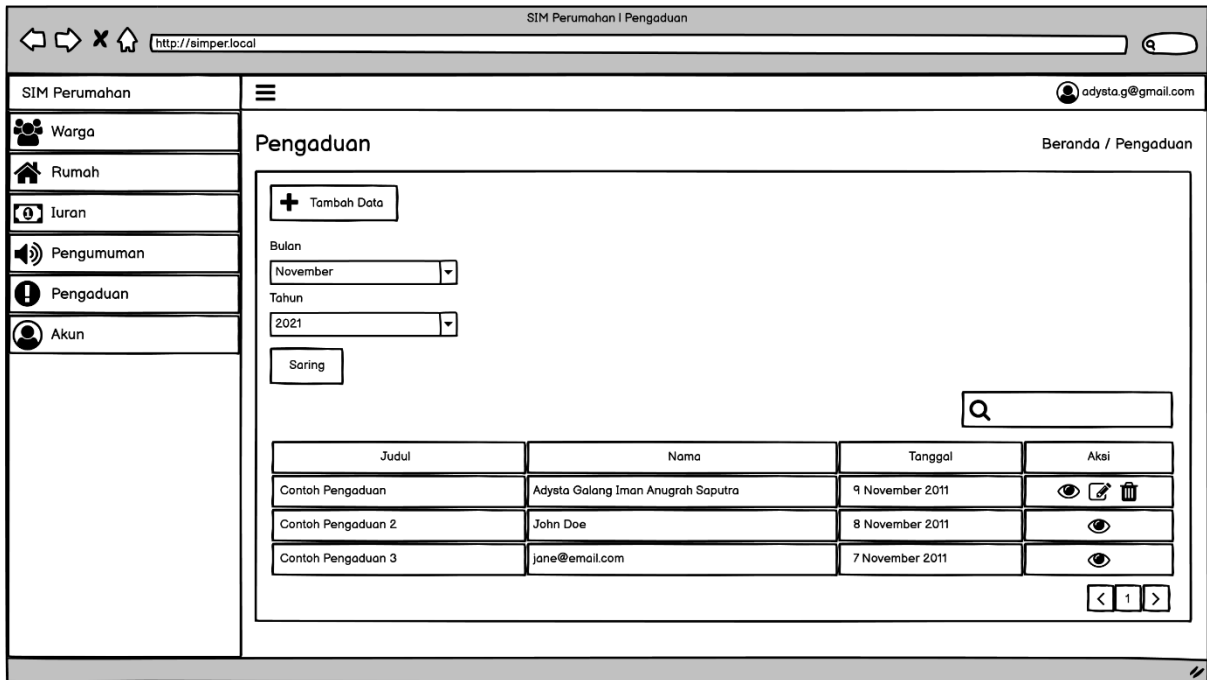 SIM Perumahan | Pengaduan
http://simper.local
SIM Perumahan
adysta.g@gmail.com
Warga
Rumah
Iuran
Pengumuman
Pengaduan
Akun
Pengaduan
Beranda / Pengaduan
Tambah Data
Bulan
November
Tahun
2021
Saring
Judul Nama Tanggal Aksi
Contoh Pengaduan Adysta Galang Iman Anugrah Saputra 9 November 2011
Contoh Pengaduan 2 John Doe 8 November 2011
Contoh Pengaduan 3 jane@email.com 7 November 2011
< 1 >